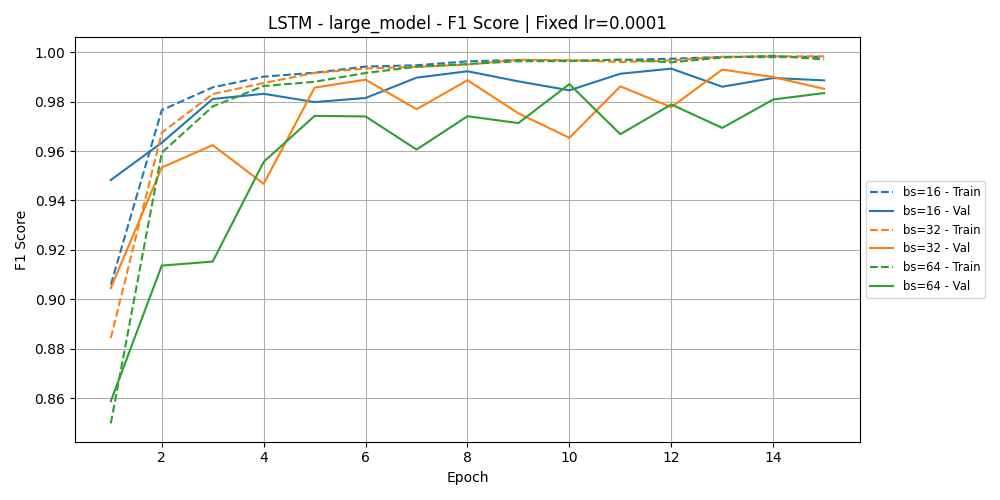 LSTM - large_model - F1 Score | Fixed lr=0.0001
F1 Score
1.00
0.98
0.96
0.94
0.92
0.90
0.88
0.86
2
4
6
8
10
12
14
Epoch
bs=16 - Train
bs=16 - Val
bs=32 - Train
bs=32 - Val
bs=64 - Train
bs=64 - Val